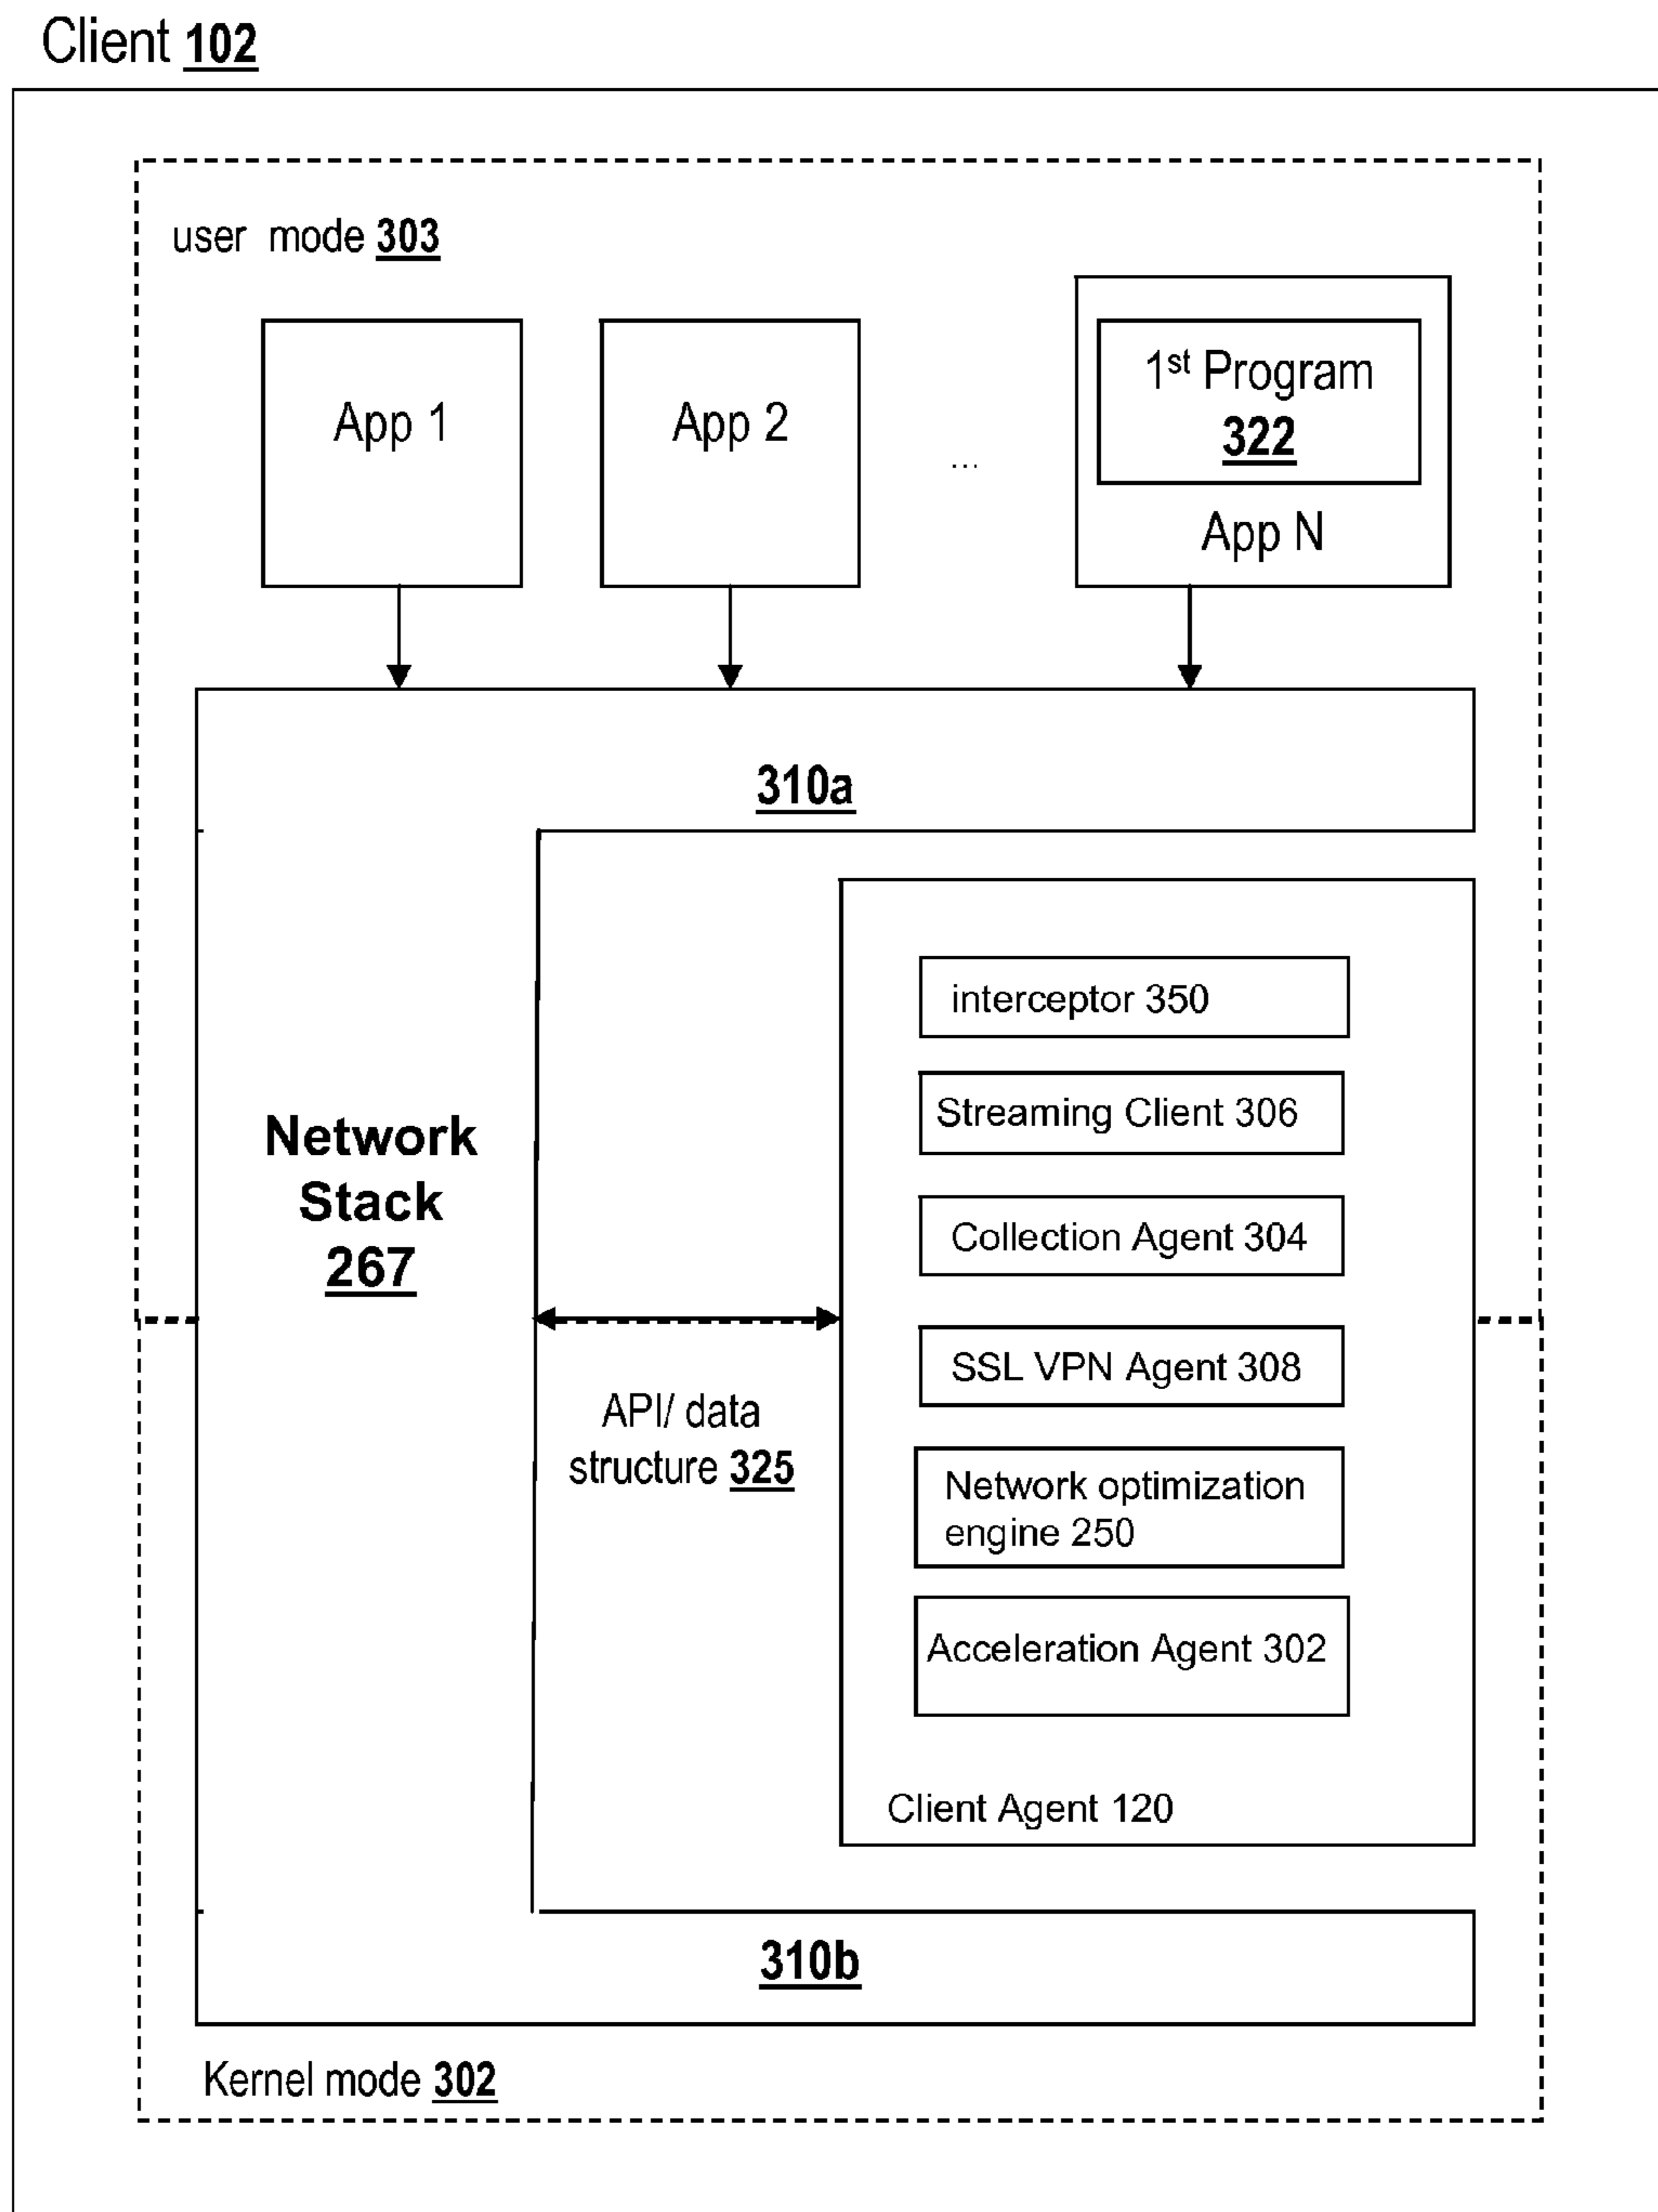 Client 102
user mode 303
App 1
App 2
...
1st Program
322
App N
310a
Network
Stack
267
API/ data
structure 325
interceptor 350
Streaming Client 306
Collection Agent 304
SSL VPN Agent 308
Network optimization
engine 250
Acceleration Agent 302
Client Agent 120
310b
Kernel mode 302